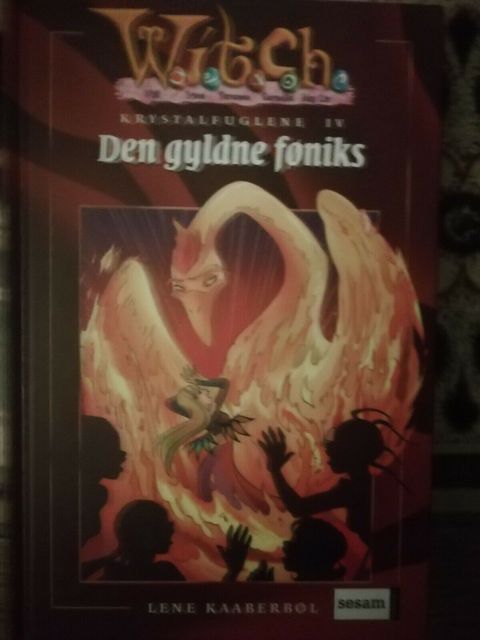 W.i.t.c.h.
KRYSTALFUGLENE IV
Den gyldne føniks
LENE KAABERBØL
sesam